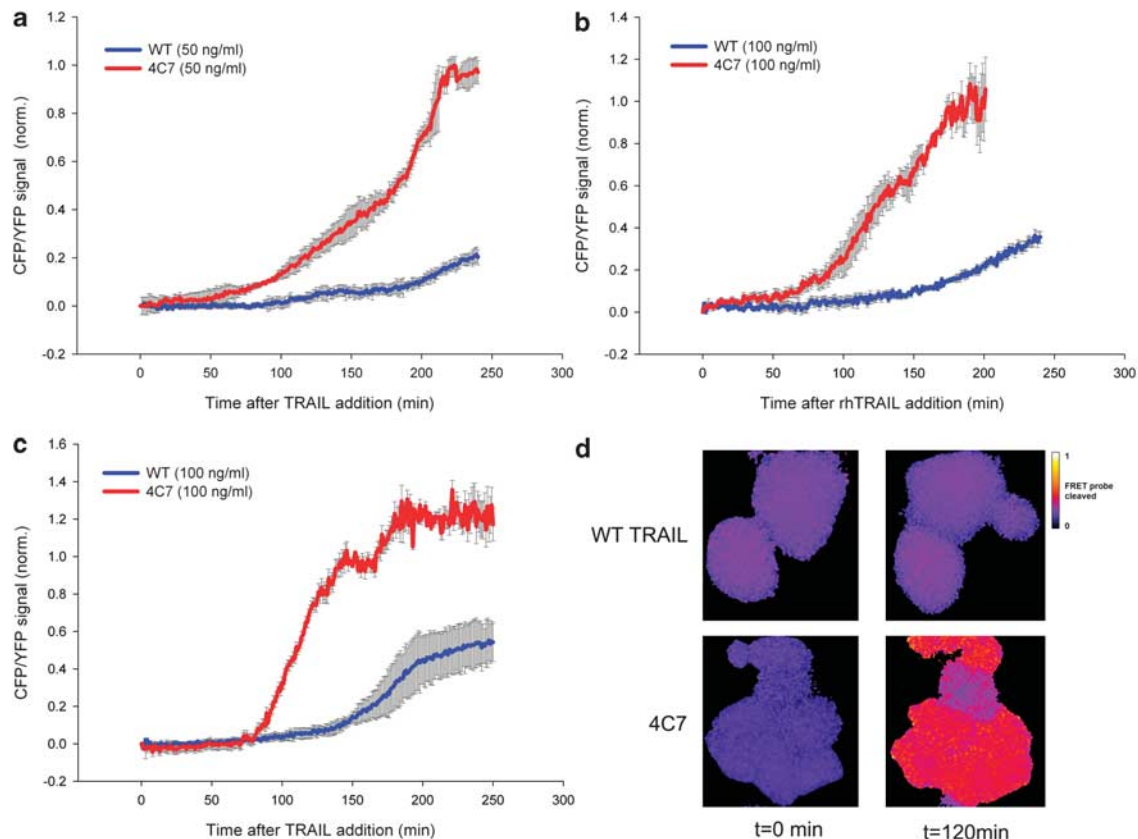 a
1.2
1.0
0.8
0.6
0.4
0.2
0.0
-0.2
CFP/YFP signal (norm.)
WT (50 ng/ml)
4C7 (50 ng/ml)
0 50 100 150 200 250 300
Time after TRAIL addition (min)
b
1.4
1.2
1.0
0.8
0.6
0.4
0.2
0.0
-0.2
CFP/YFP signal (norm.)
WT (100 ng/ml)
4C7 (100 ng/ml)
0 50 100 150 200 250 300
Time after rhTRAIL addition (min)
c
1.6
1.4
1.2
1.0
0.8
0.6
0.4
0.2
0.0
-0.2
CFP/YFP signal (norm.)
WT (100 ng/ml)
4C7 (100 ng/ml)
0 50 100 150 200 250 300
Time after TRAIL addition (min)
d
WT TRAIL
4C7
1
FRET probe
cleaved
0
t=0 min
t=120min